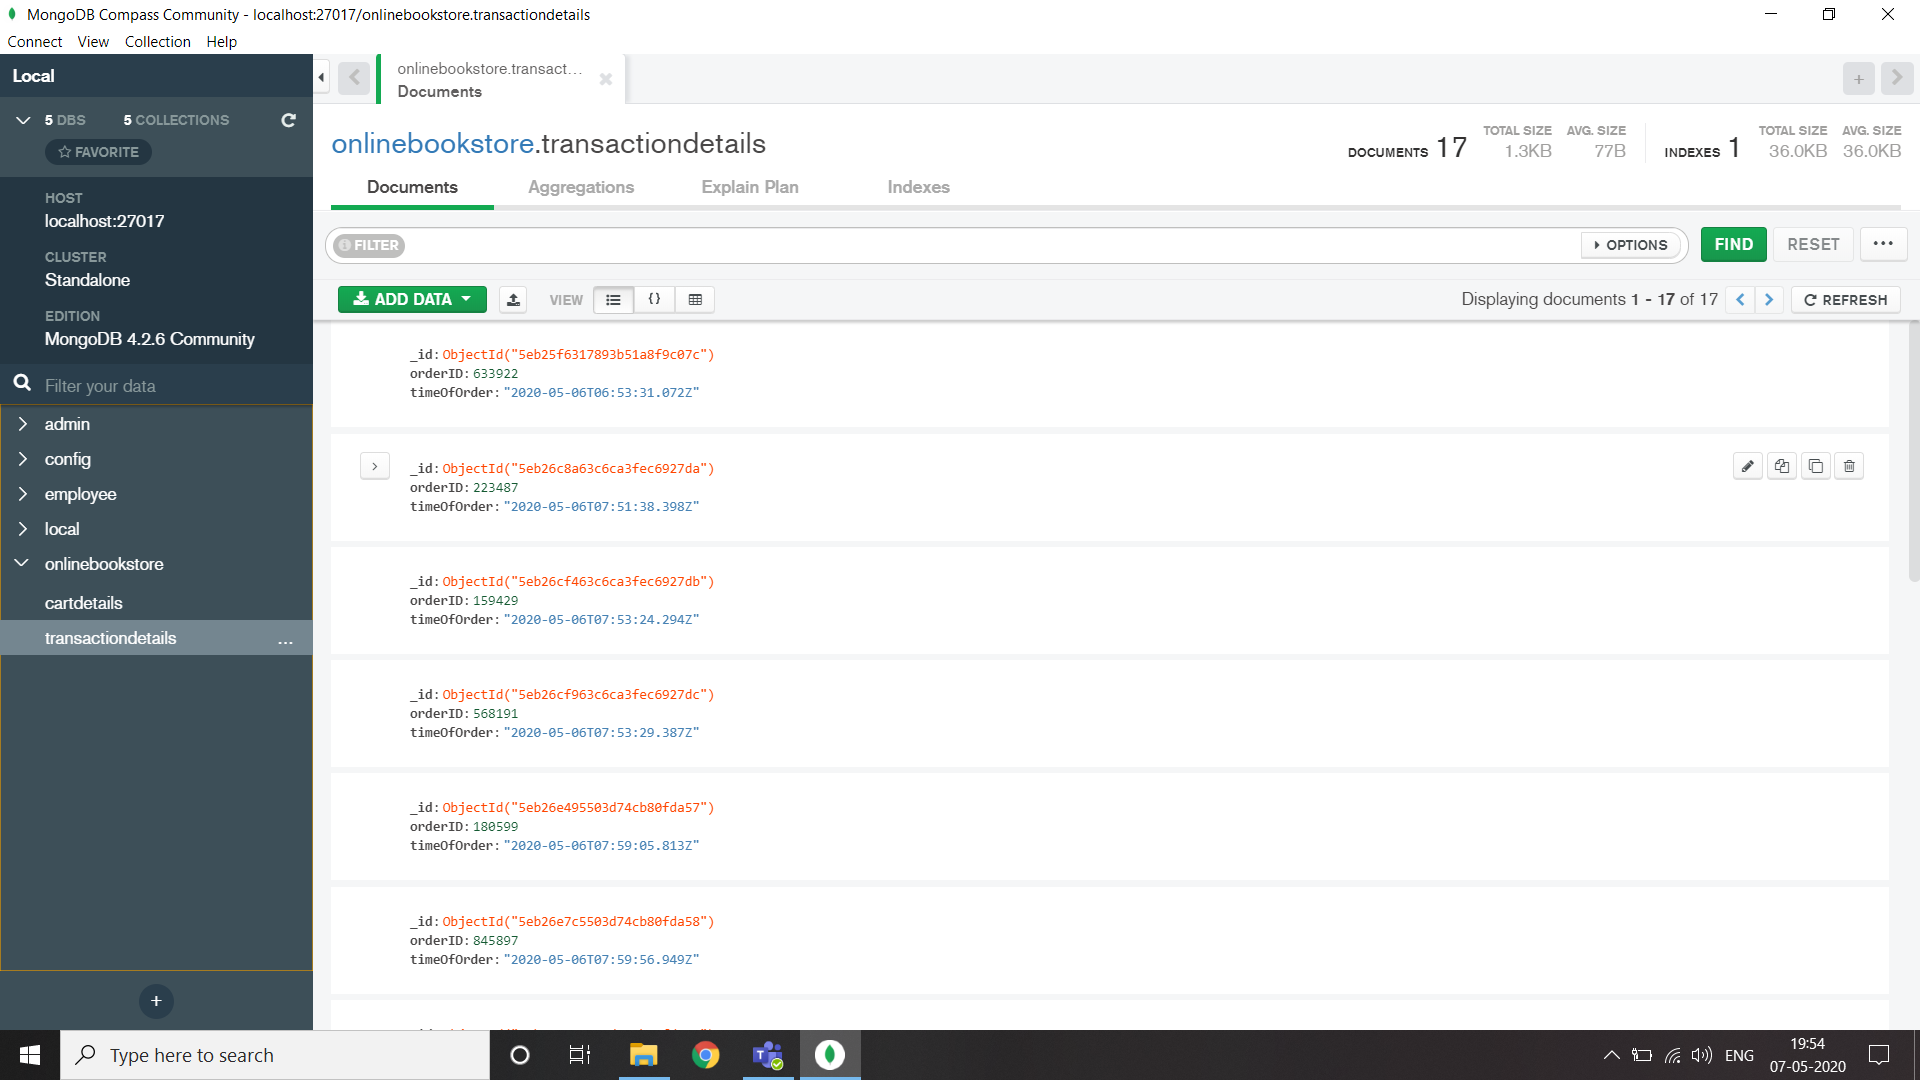 MongoDB Compass Community - localhost:27017/onlinebookstore.transactiondetails
Connect View Collection Help
Local
5 DBS 5 COLLECTIONS
FAVORITE
HOST
localhost:27017
CLUSTER
Standalone
EDITION
MongoDB 4.2.6 Community
Filter your data
admin
config
employee
local
onlinebookstore
cartdetails
transactiondetails ...
+
onlinebookstore.transact...
Documents
onlinebookstore.transactiondetails
DOCUMENTS 17 TOTAL SIZE 1.3KB AVG. SIZE 77B INDEXES 1 TOTAL SIZE 36.0KB AVG. SIZE 36.0KB
Documents Aggregations Explain Plan Indexes
FILTER OPTIONS FIND RESET ...
ADD DATA VIEW {} Displaying documents 1 - 17 of 17 REFRESH
_id: ObjectId("5eb25f6317893b51a8f9c07c")
orderID: 633922
timeOfOrder: "2020-05-06T06:53:31.072Z"
_id: ObjectId("5eb26c8a63c6ca3fec6927da")
orderID: 223487
timeOfOrder: "2020-05-06T07:51:38.398Z"
_id: ObjectId("5eb26cf463c6ca3fec6927db")
orderID: 159429
timeOfOrder: "2020-05-06T07:53:24.294Z"
_id: ObjectId("5eb26cf963c6ca3fec6927dc")
orderID: 568191
timeOfOrder: "2020-05-06T07:53:29.387Z"
_id: ObjectId("5eb26e495503d74cb80fda57")
orderID: 180599
timeOfOrder: "2020-05-06T07:59:05.813Z"
_id: ObjectId("5eb26e7c5503d74cb80fda58")
orderID: 845897
timeOfOrder: "2020-05-06T07:59:56.949Z"
Type here to search
ENG
19:54
07-05-2020